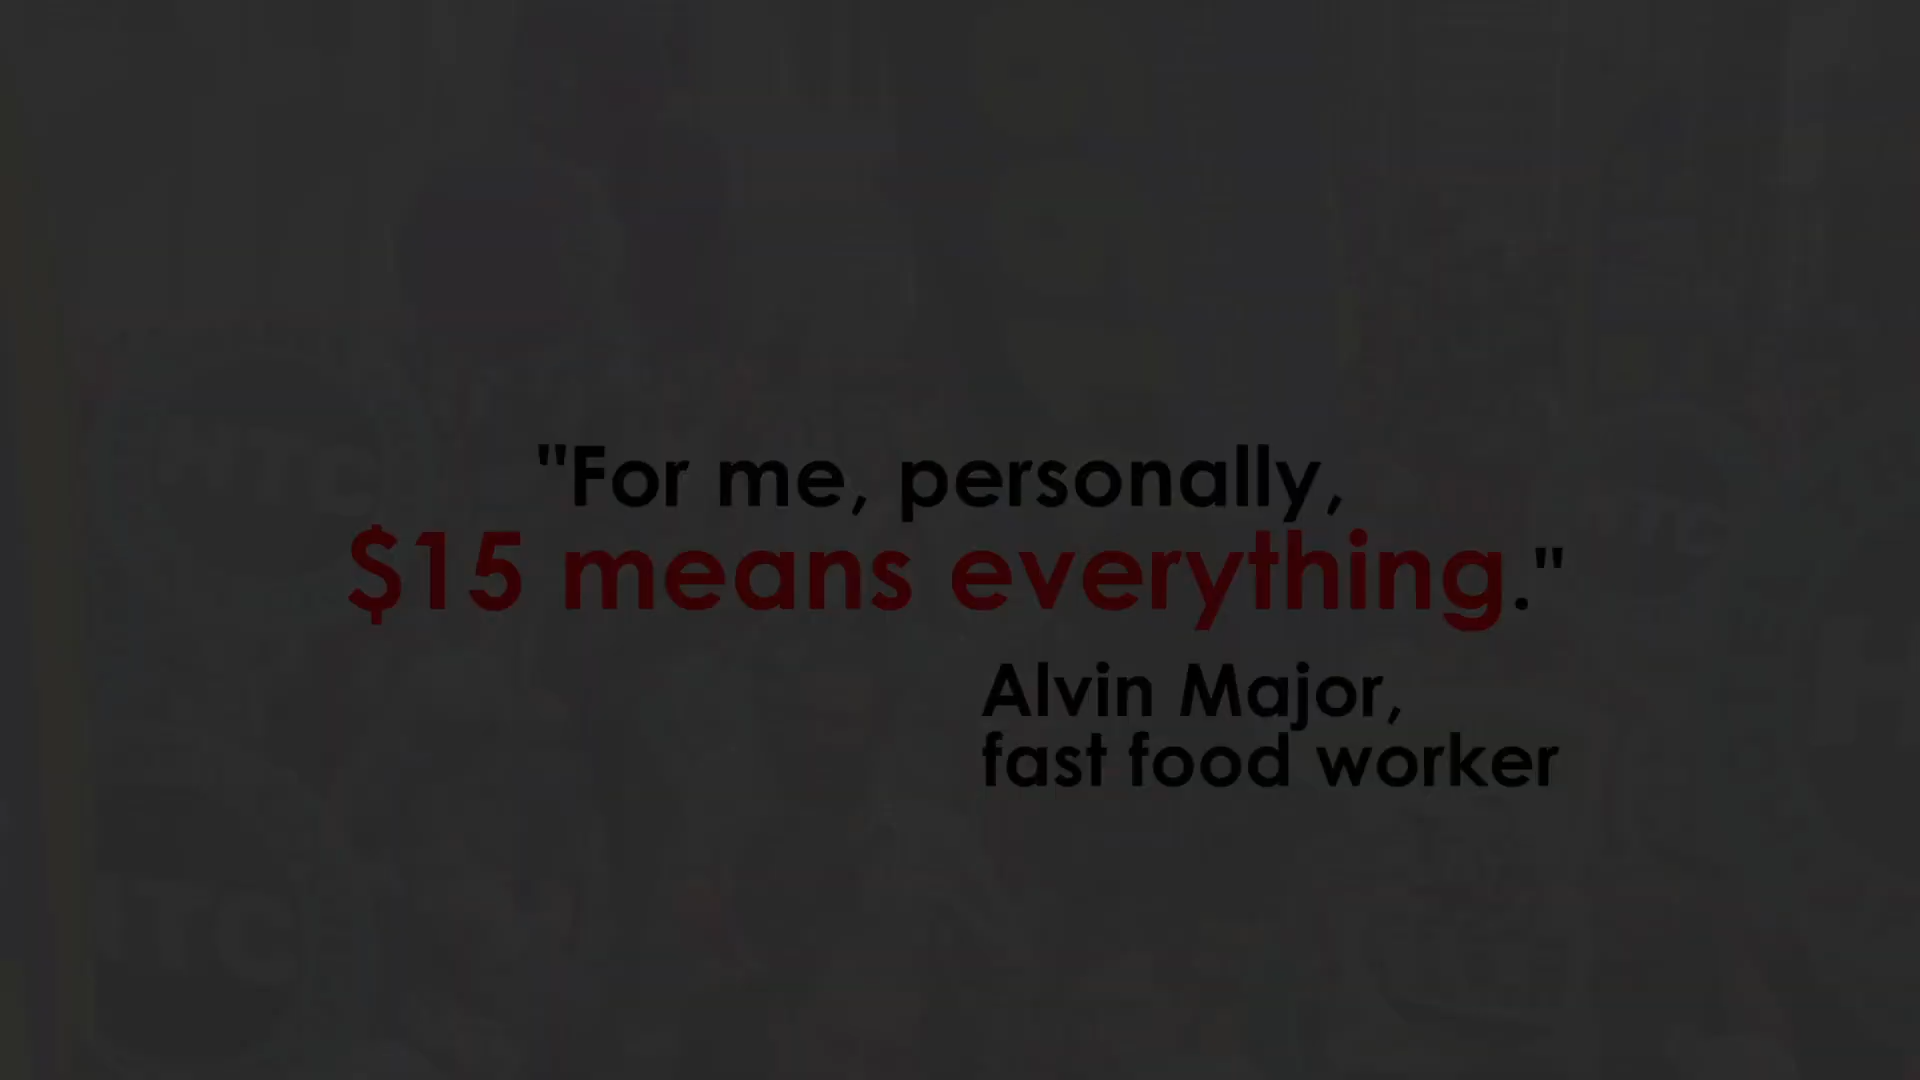 "For me, personally,
$15 means everything."
Alvin Major,
fast food worker